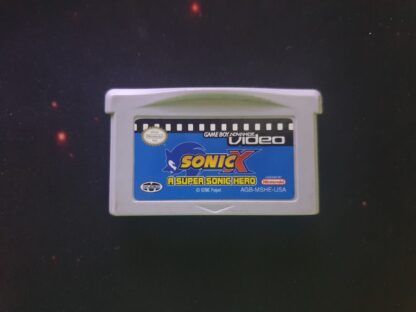 GAME BOY ADVANCE
video
SONIC X
A SUPER SONIC HERO
Nintendo
AGB-MSHE-USA